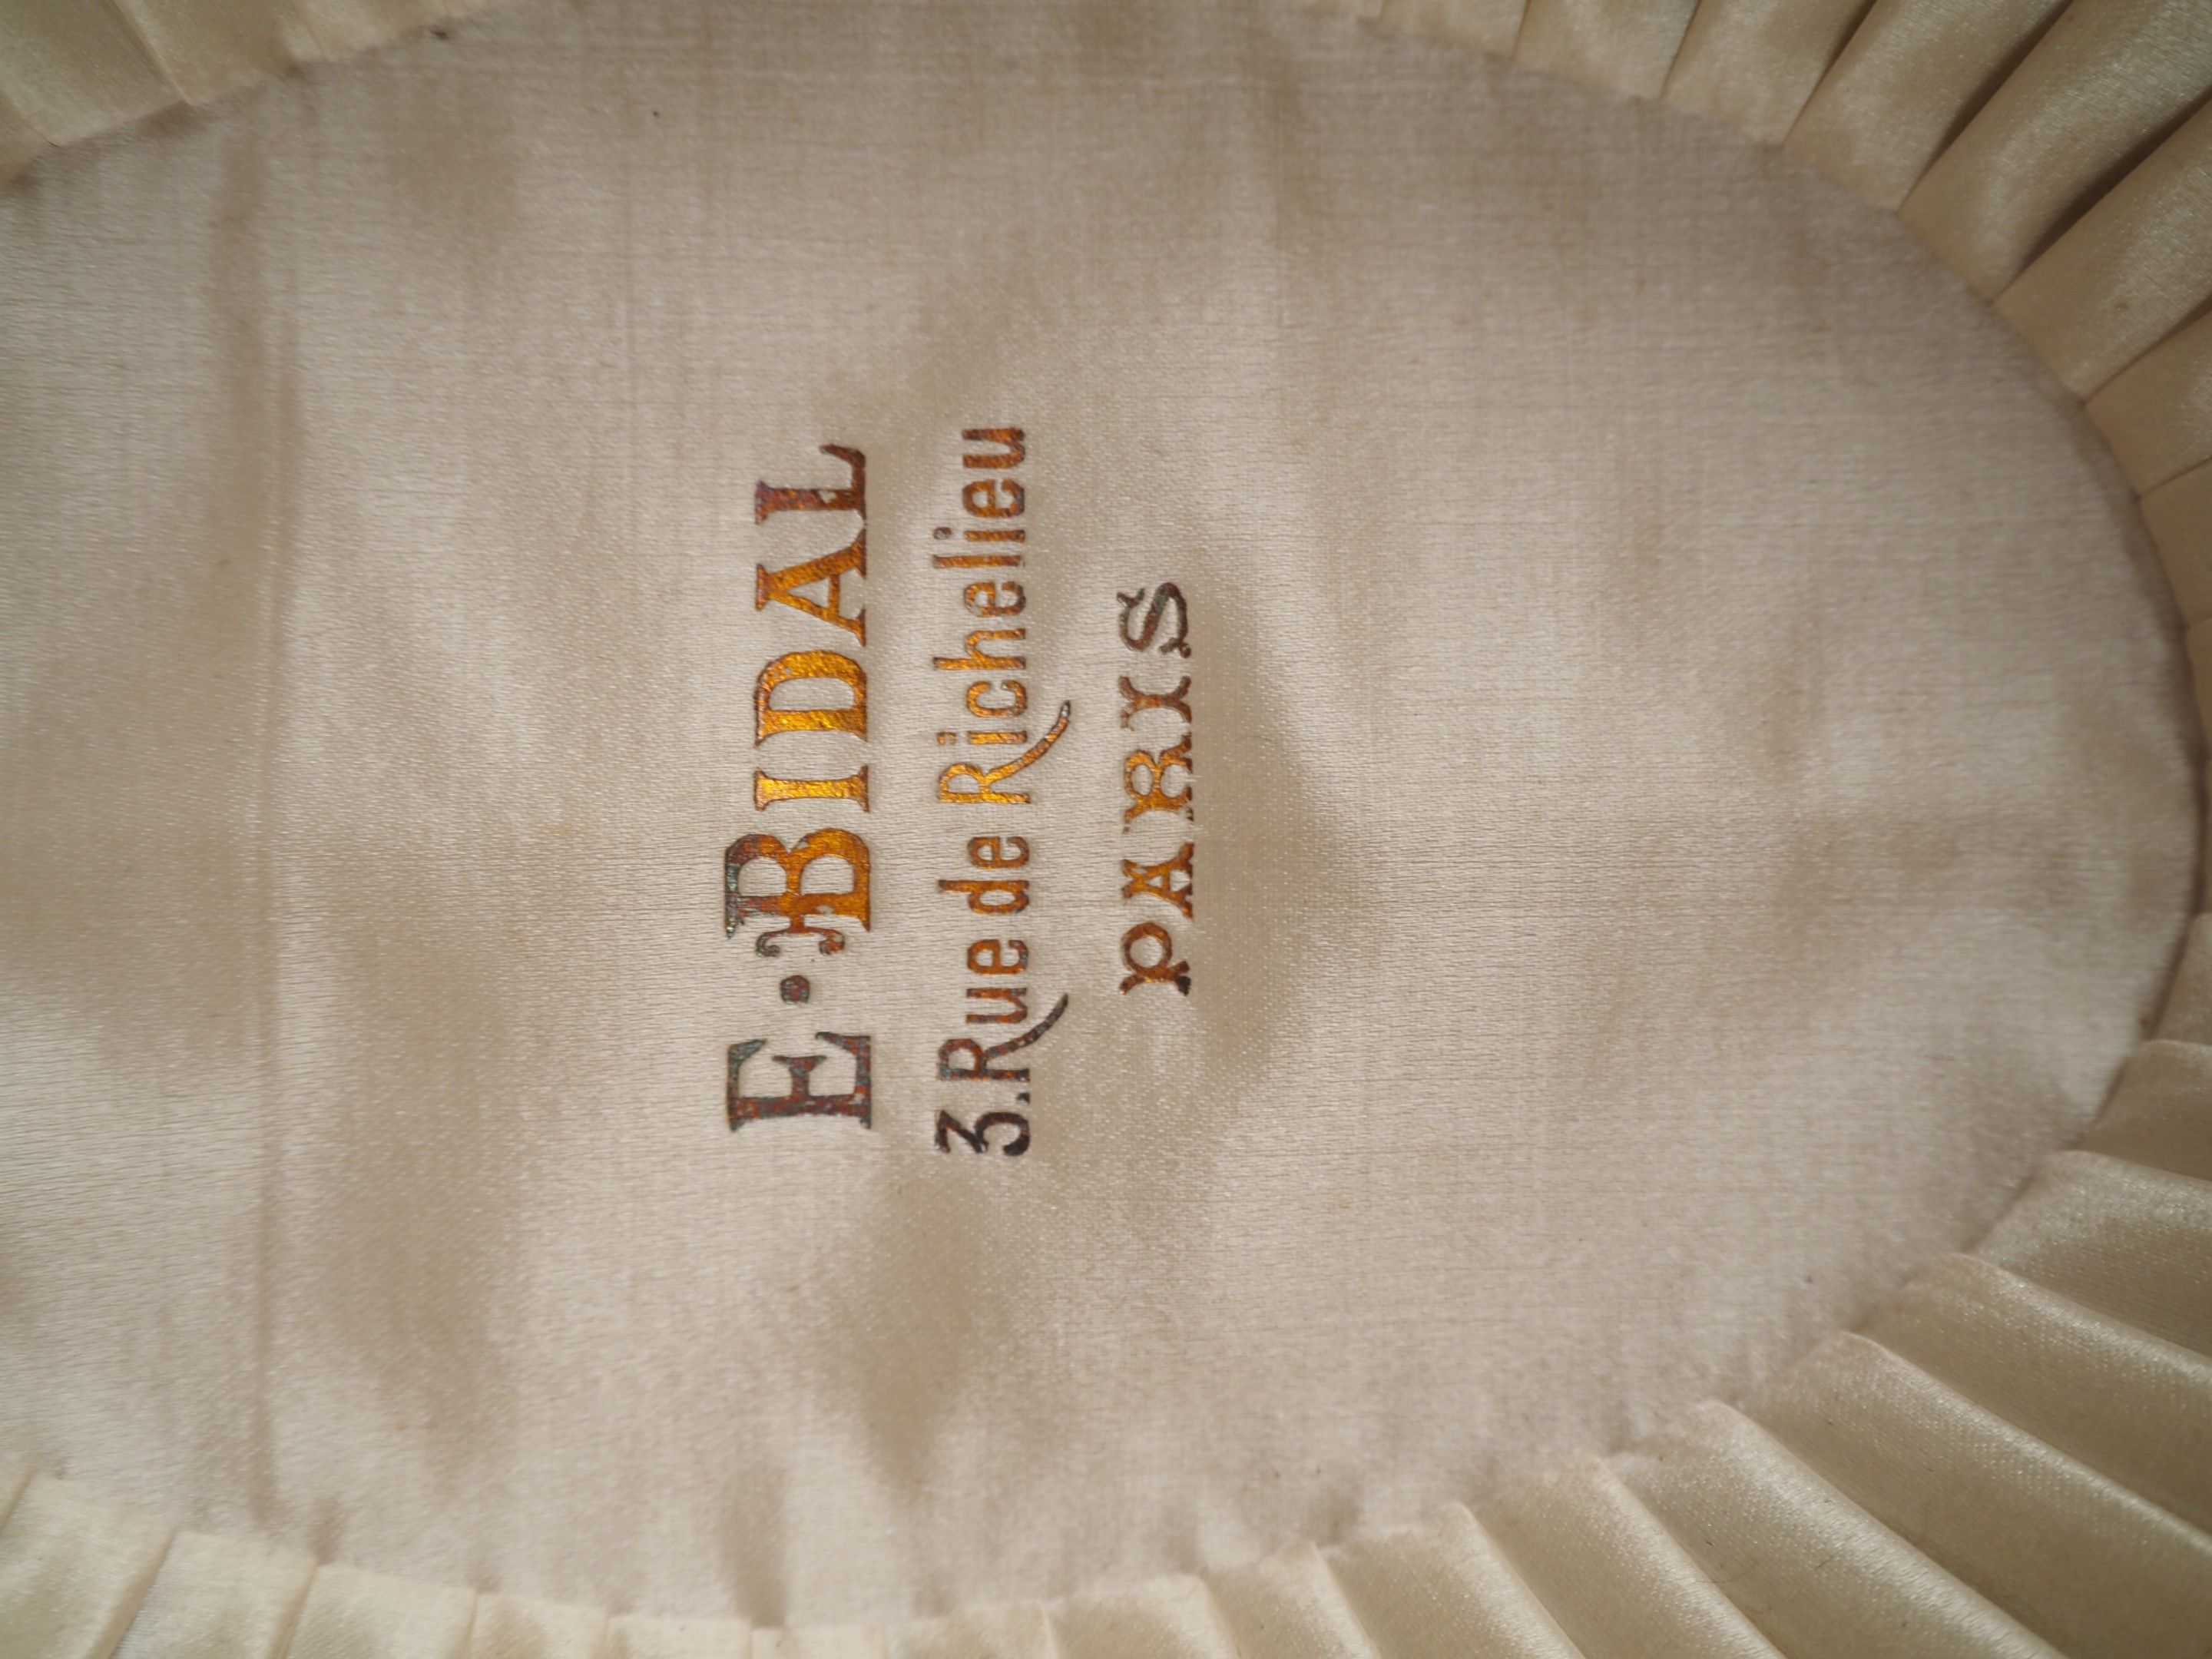 E·BIDAL
3.Rue de Richelieu
PARIS